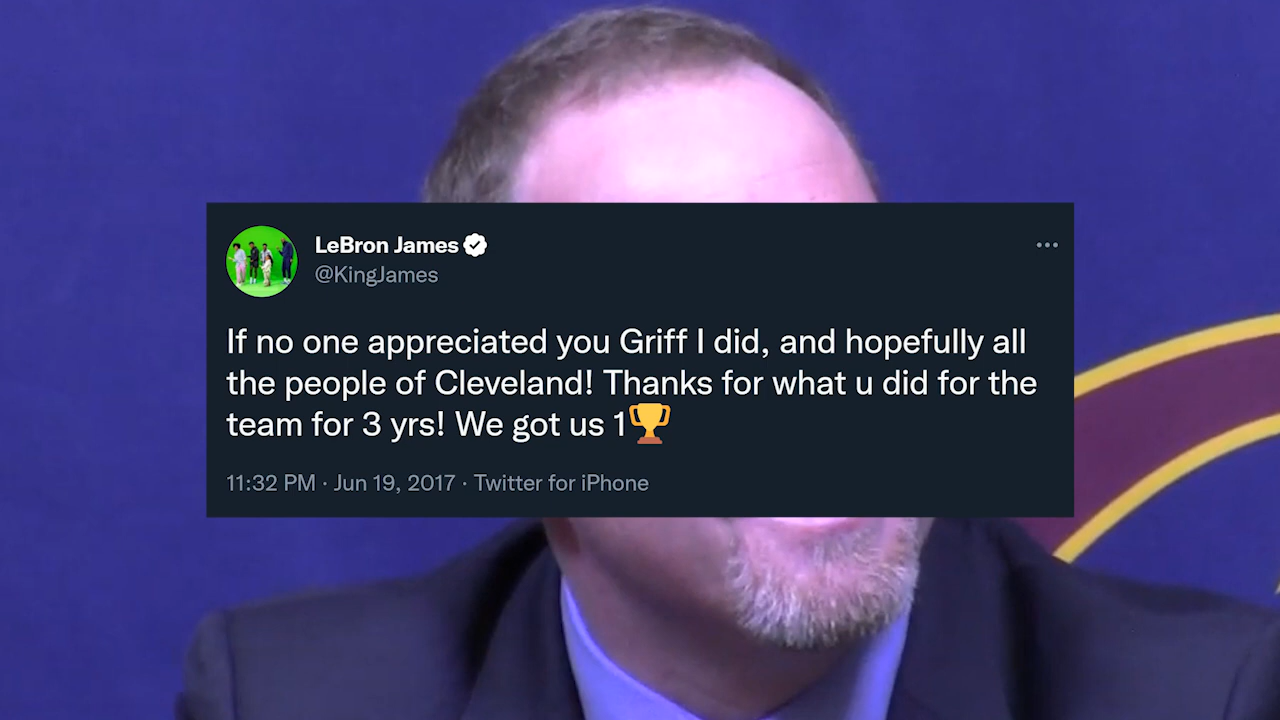 LeBron James
@KingJames
If no one appreciated you Griff I did, and hopefully all
the people of Cleveland! Thanks for what u did for the
team for 3 yrs! We got us 1🏆
11:32 PM · Jun 19, 2017 · Twitter for iPhone